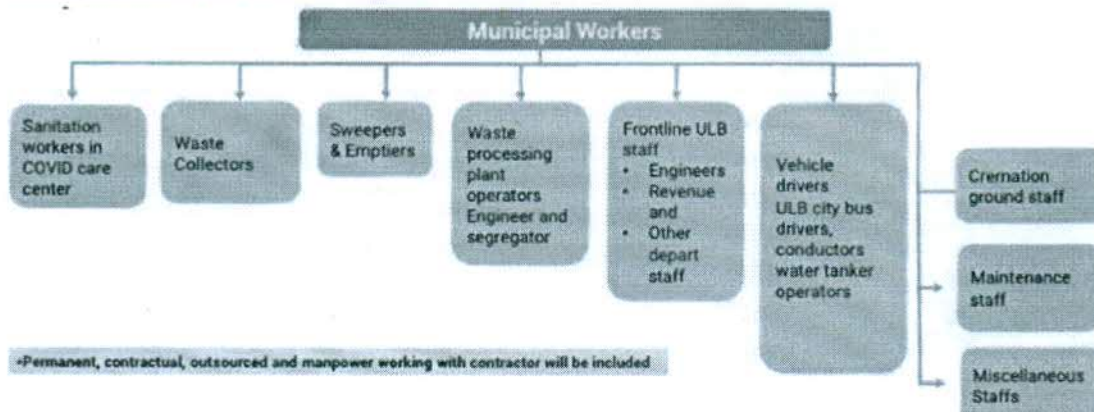 Municipal Workers
Sanitation
workers in
COVID care
center
Waste
Collectors
Sweepers
& Emptiers
Waste
processing
plant
operators
Engineer and
segregator
Frontline ULB
staff
• Engineers
• Revenue
and
• Other
depart
staff
Vehicle
drivers
ULB city bus
drivers,
conductors
water tanker
operators
Cremation
ground staff
Maintenance
staff
Miscellaneous
Staffs
•Permanent, contractual, outsourced and manpower working with contractor will be included